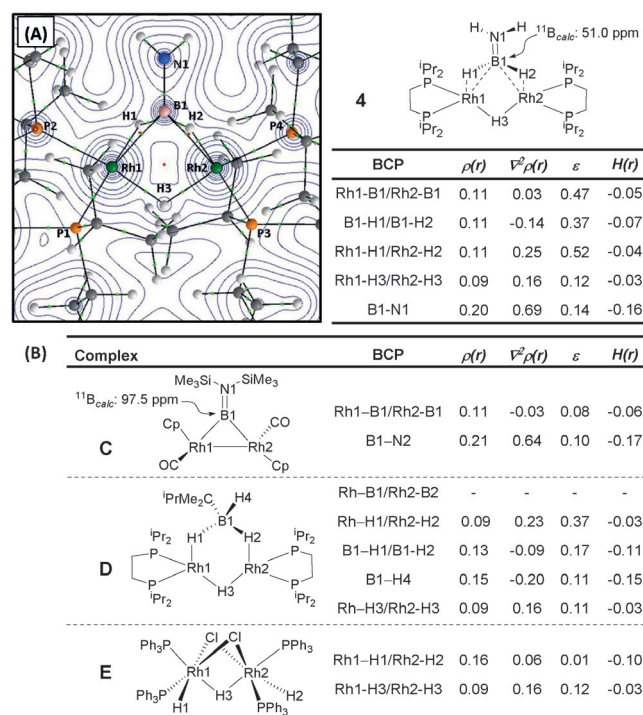 (A)
N1
B1
H1
H2
P2
P4
Rh1
Rh2
H3
P1
P3
4
H
H
N1
¹¹B_calc: 51.0 ppm
B1
H1
H2
ⁱPr₂
ⁱPr₂
P
P
Rh1
Rh2
H3
P
P
ⁱPr₂
ⁱPr₂
BCP ρ(r) ∇²ρ(r) ε H(r)
Rh1-B1/Rh2-B1 0.11 0.03 0.47 -0.05
B1-H1/B1-H2 0.11 -0.14 0.37 -0.07
Rh1-H1/Rh2-H2 0.11 0.25 0.52 -0.04
Rh1-H3/Rh2-H3 0.09 0.16 0.12 -0.03
B1-N1 0.20 0.69 0.14 -0.16
(B)
Complex BCP ρ(r) ∇²ρ(r) ε H(r)
Me₃Si N1 SiMe₃
¹¹B_calc: 97.5 ppm
B1
Cp CO
Rh1 Rh2
OC Cp
C
Rh1–B1/Rh2-B1 0.11 -0.03 0.08 -0.06
B1–N2 0.21 0.64 0.10 -0.17
ⁱPrMe₂C H4
B1
H1 H2
ⁱPr₂ ⁱPr₂
P Rh1 Rh2 P
P H3 P
ⁱPr₂ ⁱPr₂
D
Rh–B1/Rh2-B2 - - - -
Rh–H1/Rh2-H2 0.09 0.23 0.37 -0.03
B1–H1/B1-H2 0.13 -0.09 0.17 -0.11
B1–H4 0.15 -0.20 0.11 -0.15
Rh–H3/Rh2-H3 0.09 0.16 0.11 -0.03
Ph₃P Cl Cl PPh₃
Rh1 Rh2
Ph₃P H3 H2
H1 PPh₃
E
Rh1–H1/Rh2-H2 0.16 0.06 0.01 -0.10
Rh1-H3/Rh2-H3 0.09 0.16 0.12 -0.03